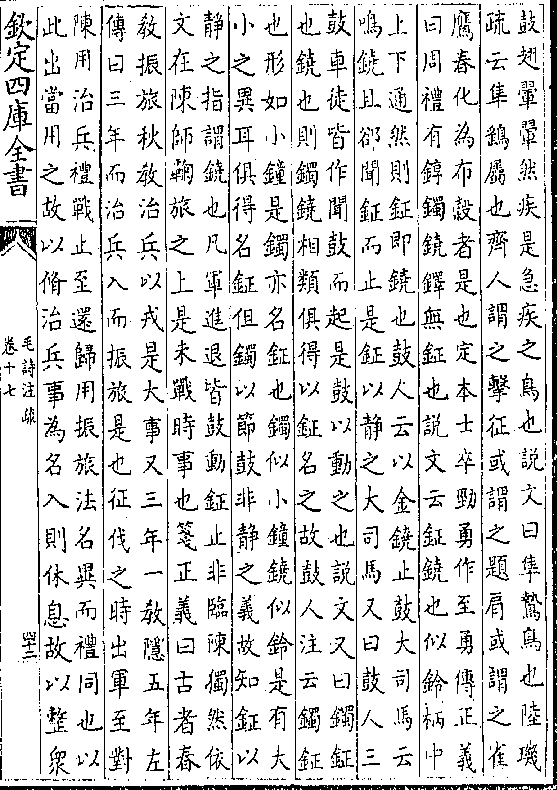 鼓翅翬翬然疾是急疾之鳥也説文曰隼鷙鳥也陸璣
疏云隼鷂屬也齊人謂之擊征或謂之題肩或謂之雀
鷹春化為布穀者是也定本士卒勁勇作至勇傳正義
曰周禮有錞鐲鐃鐸無鉦也説文云鉦鐃也似鈴柄中
上下通然則鉦即鐃也鼓人云以金鐃止鼓大司馬云
鳴鐃且郤聞鉦而止是鉦以静之大司馬又曰鼓人三
鼓車徒皆作聞鼓而起是鼓以動之也説文又曰鐲鉦
也鐃也則鐲鐃相類俱得以鉦名之故鼓人注云鐲鉦
也形如小鐘是鐲亦名鉦也鐲似小鐘鐃似鈴是有大
小之異耳俱得名鉦但鐲以節鼓非静之義故知鉦以
静之指謂鐃也凡軍進退皆鼓動鉦止非臨陳獨然依
文在陳師鞠旅之上是未戰時事也箋正義曰古者春
教振旅秋教治兵以戎是大事又三年一教隱五年左
傳曰三年而治兵入而振旅是也征伐之時出軍至對
陳用治兵禮戰止至還歸用振旅法名異而禮同也以
此出當用之故以脩治兵事為名入則休息故以整衆
欽定四庫全書
毛詩注疏
卷十七
四十三